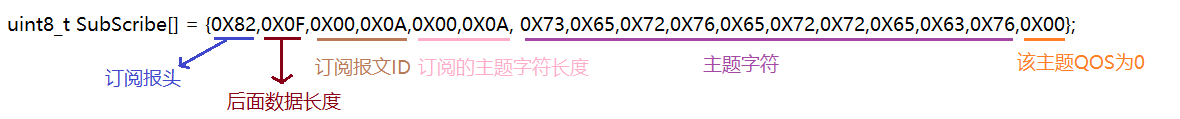 uint8_t SubScribe[] = {0X82,0X0F,0X00,0X0A,0X00,0X0A, 0X73,0X65,0X72,0X76,0X65,0X72,0X72,0X65,0X63,0X76,0X00};
订阅报头
后面数据长度
订阅报文ID
订阅的主题字符长度
主题字符
该主题QOS为0